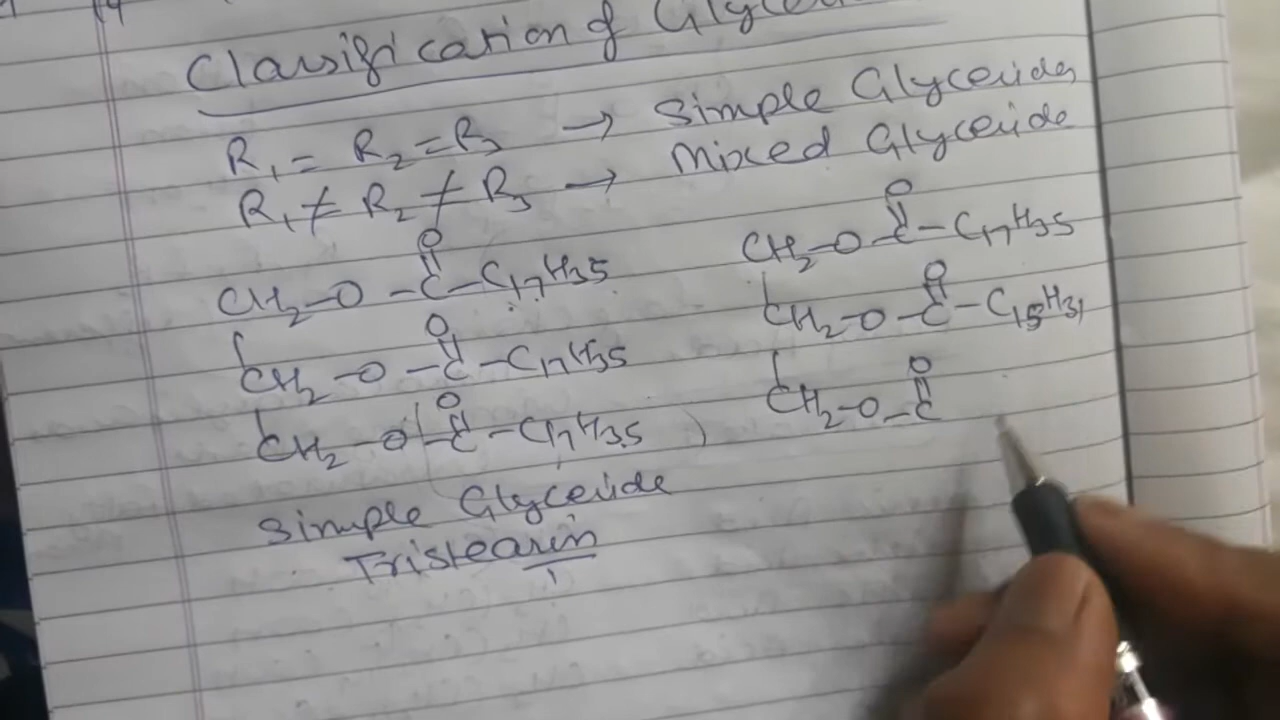 Classification of Glyce
R₁ = R₂ = R₃ → Simple Glycerides
R₁ ≠ R₂ ≠ R₃ → Mixed Glyceride
O
CH₂-O-C-C₁₇H₃₅
O
CH₂-O-C-C₁₇H₃₅
O
CH₂-O-C-C₁₇H₃₅
Simple Glyceride
Tristearin
O
CH₂-O-C-C₁₇H₃₅
O
CH₂-O-C-C₁₅H₃₁
O
CH₂-O-C